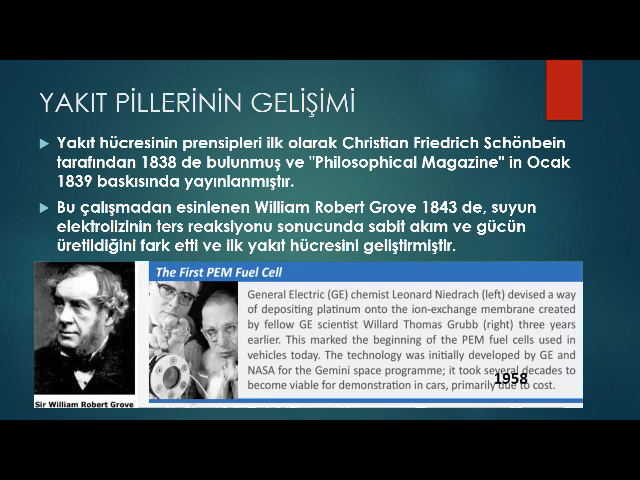 YAKIT PİLLERİNİN GELİŞİMİ
Yakıt hücresinin prensipleri ilk olarak Christian Friedrich Schönbein
tarafından 1838 de bulunmuş ve "Philosophical Magazine" in Ocak
1839 baskısında yayınlanmıştır.
Bu çalışmadan esinlenen William Robert Grove 1843 de, suyun
elektrolizinin ters reaksiyonu sonucunda sabit akım ve gücün
üretildiğini fark etti ve ilk yakıt hücresini geliştirmiştir.
The First PEM Fuel Cell
General Electric (GE) chemist Leonard Niedrach (left) devised a way
of depositing platinum onto the ion-exchange membrane created
by fellow GE scientist Willard Thomas Grubb (right) three years
earlier. This marked the beginning of the PEM fuel cells used in
vehicles today. The technology was initially developed by GE and
NASA for the Gemini space programme; it took several decades to
become viable for demonstration in cars, primarily due to cost.
1958
Sir William Robert Grove